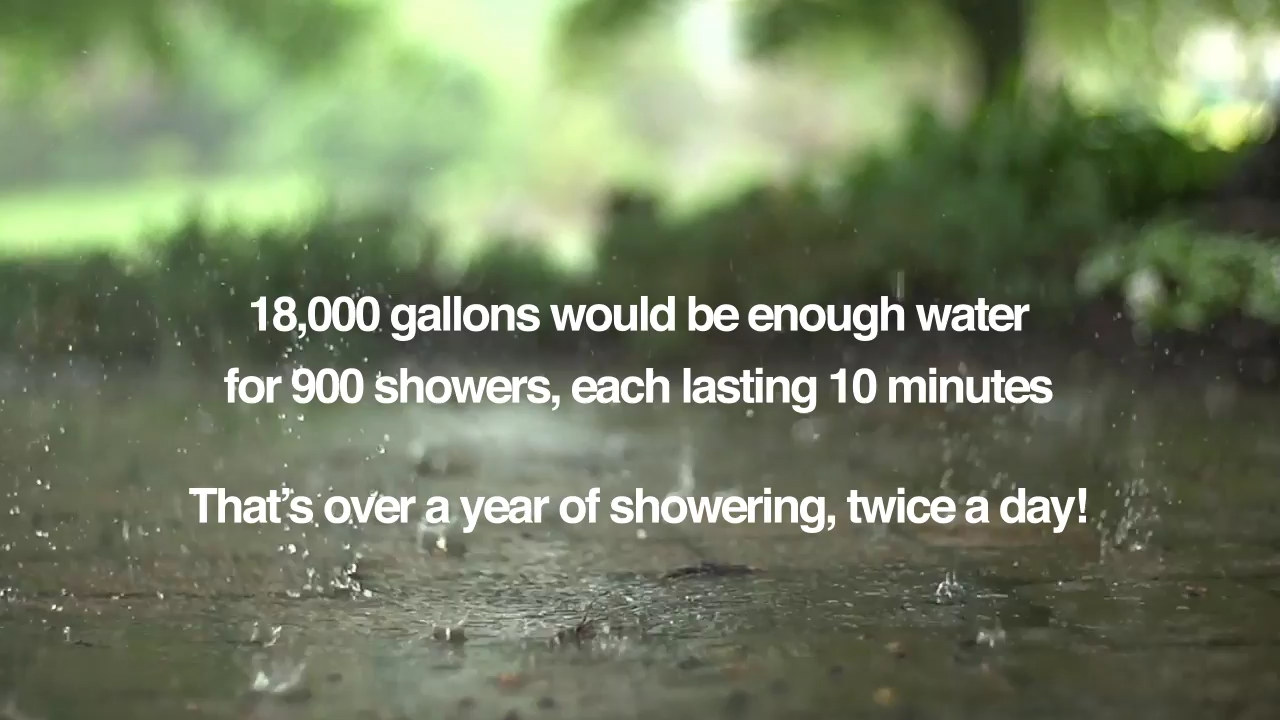 18,000 gallons would be enough water
for 900 showers, each lasting 10 minutes
That’s over a year of showering, twice a day!